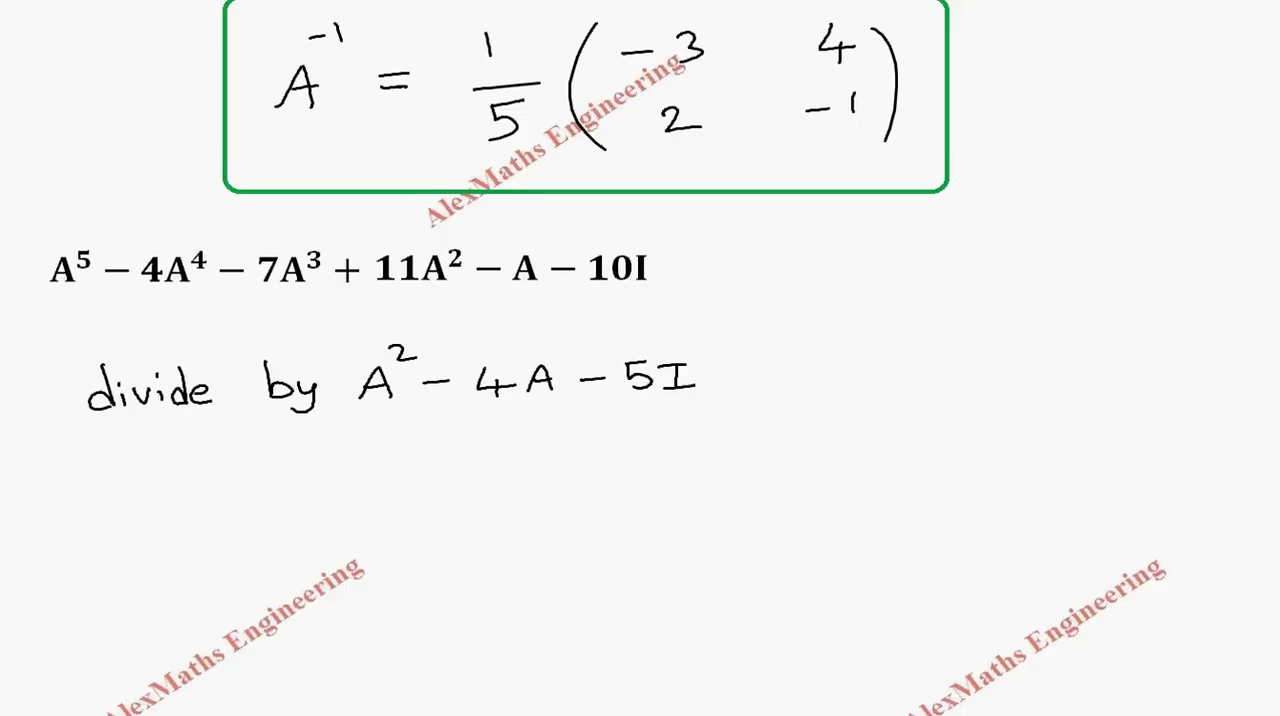 A⁻¹ = 1/5 ( -3 4
2 -1 )
AlexMaths Engineering
A⁵ − 4A⁴ − 7A³ + 11A² − A − 10I
divide by A² - 4A - 5I
AlexMaths Engineering
AlexMaths Engineering